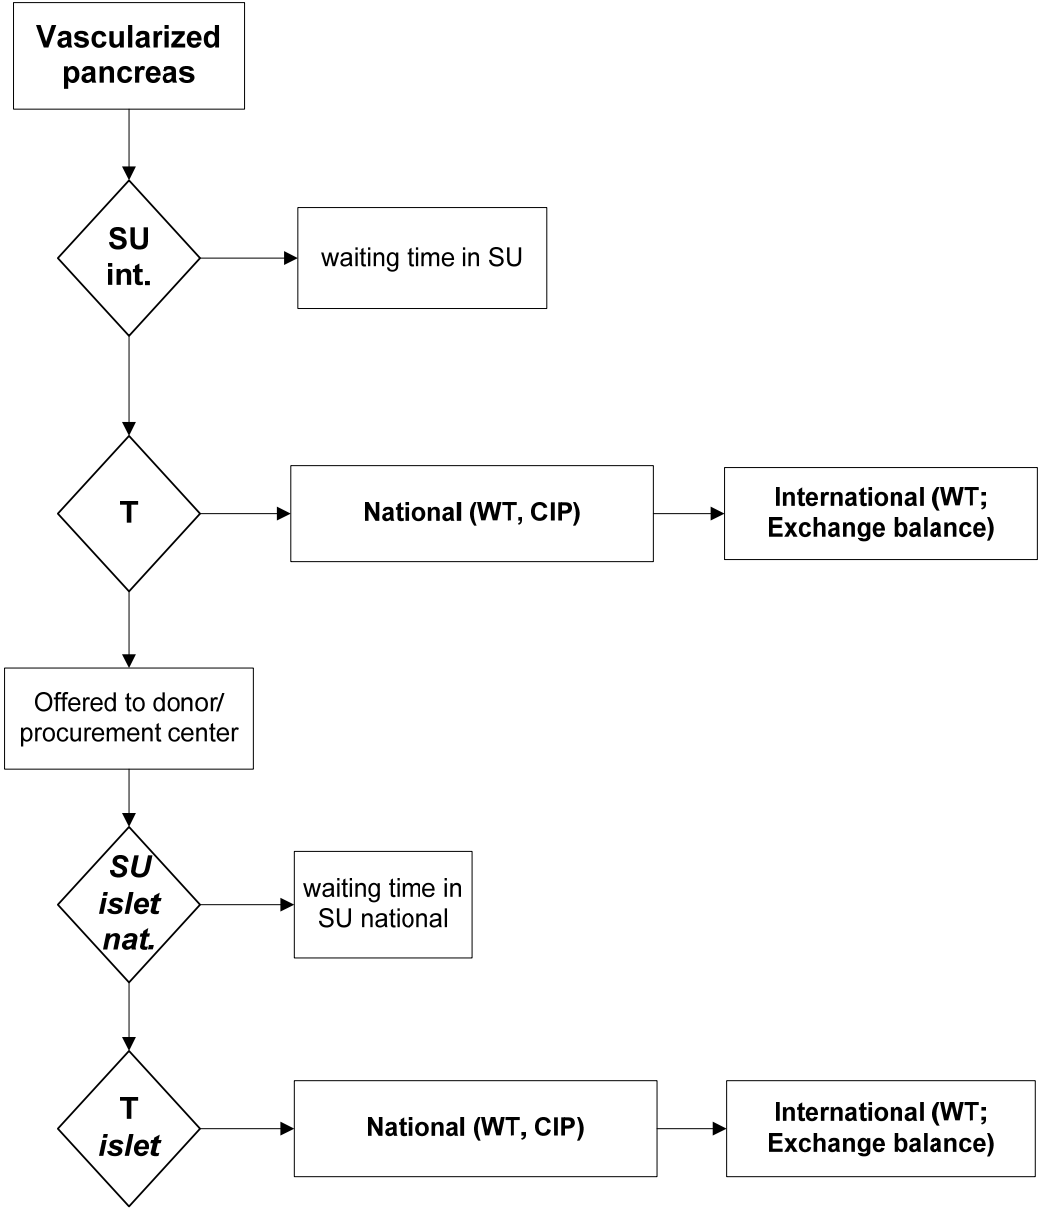 Vascularized
pancreas
SU
int.
waiting time in SU
T
National (WT, CIP)
International (WT;
Exchange balance)
Offered to donor/
procurement center
SU
islet
nat.
waiting time in
SU national
T
islet
National (WT, CIP)
International (WT;
Exchange balance)